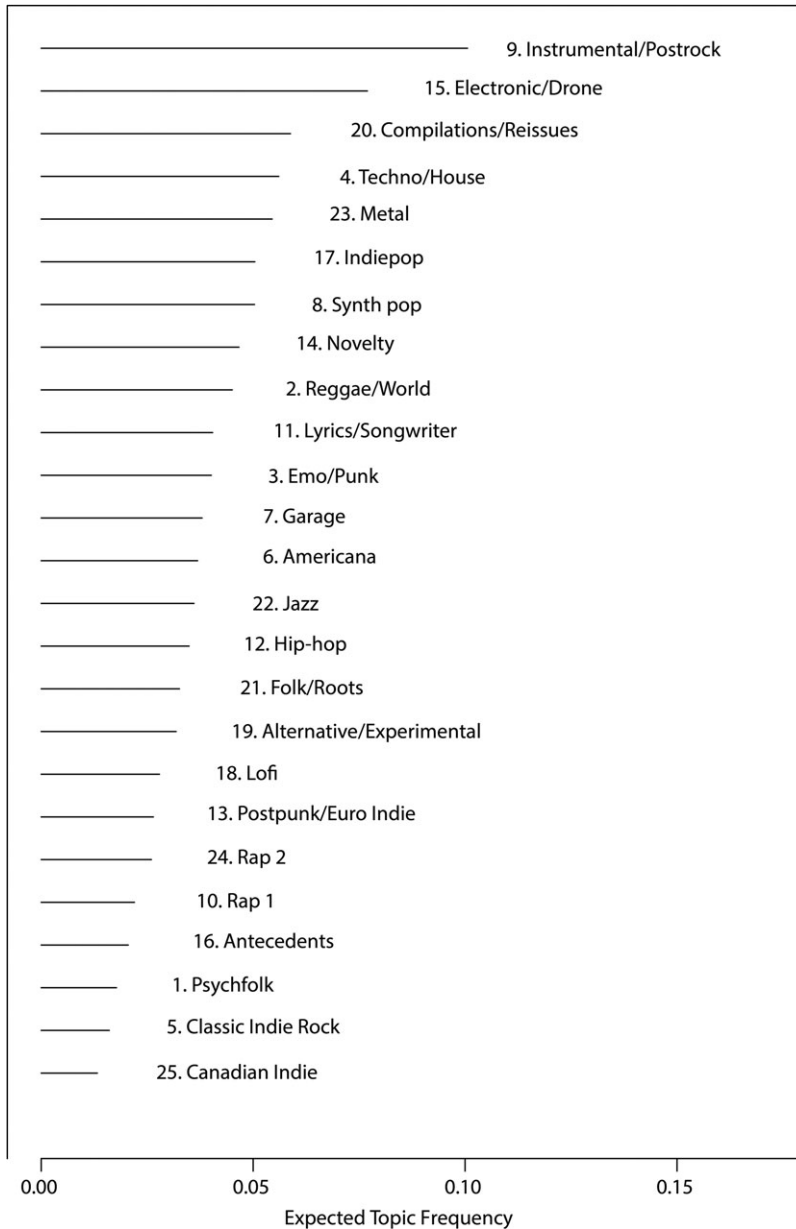 9. Instrumental/Postrock
15. Electronic/Drone
20. Compilations/Reissues
4. Techno/House
23. Metal
17. Indiepop
8. Synth pop
14. Novelty
2. Reggae/World
11. Lyrics/Songwriter
3. Emo/Punk
7. Garage
6. Americana
22. Jazz
12. Hip-hop
21. Folk/Roots
19. Alternative/Experimental
18. Lofi
13. Postpunk/Euro Indie
24. Rap 2
10. Rap 1
16. Antecedents
1. Psychfolk
5. Classic Indie Rock
25. Canadian Indie
0.00 0.05 0.10 0.15
Expected Topic Frequency